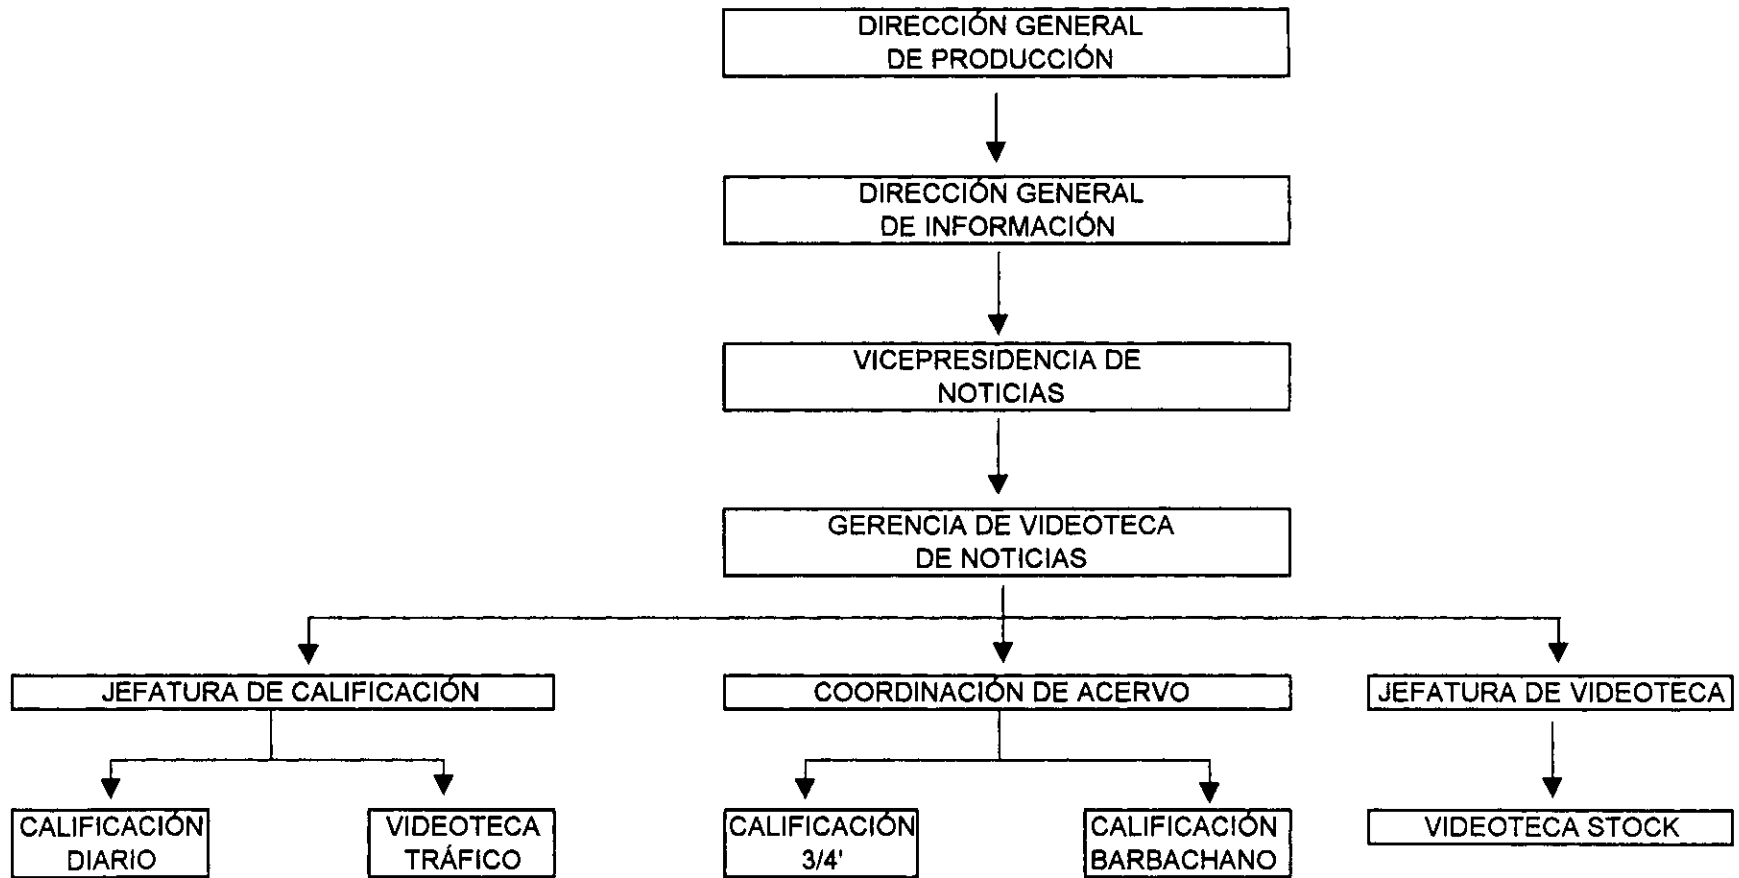 DIRECCIÓN GENERAL
DE PRODUCCIÓN
DIRECCIÓN GENERAL
DE INFORMACIÓN
VICEPRESIDENCIA DE
NOTICIAS
GERENCIA DE VIDEOTECA
DE NOTICIAS
JEFATURA DE CALIFICACIÓN
COORDINACIÓN DE ACERVO
JEFATURA DE VIDEOTECA
CALIFICACIÓN
DIARIO
VIDEOTECA
TRÁFICO
CALIFICACIÓN
3/4'
CALIFICACIÓN
BARBACHANO
VIDEOTECA STOCK